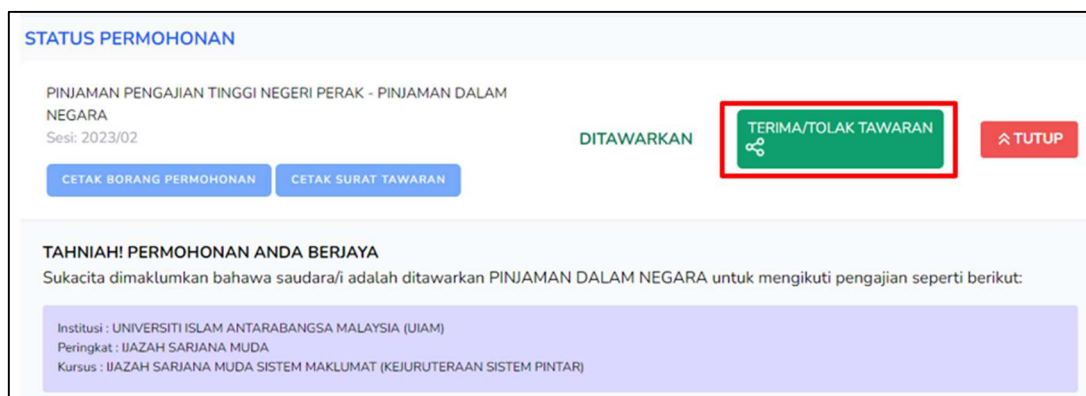 STATUS PERMOHONAN
PINJAMAN PENGAJIAN TINGGI NEGERI PERAK - PINJAMAN DALAM
NEGARA
Sesi: 2023/02
DITAWARKAN
TERIMA/TOLAK TAWARAN
TUTUP
CETAK BORANG PERMOHONAN
CETAK SURAT TAWARAN
TAHNIAH! PERMOHONAN ANDA BERJAYA
Sukacita dimaklumkan bahawa saudara/i adalah ditawarkan PINJAMAN DALAM NEGARA untuk mengikuti pengajian seperti berikut:
Institusi : UNIVERSITI ISLAM ANTARABANGSA MALAYSIA (UIAM)
Peringkat : IJAZAH SARJANA MUDA
Kursus : IJAZAH SARJANA MUDA SISTEM MAKLUMAT (KEJURUTERAAN SISTEM PINTAR)